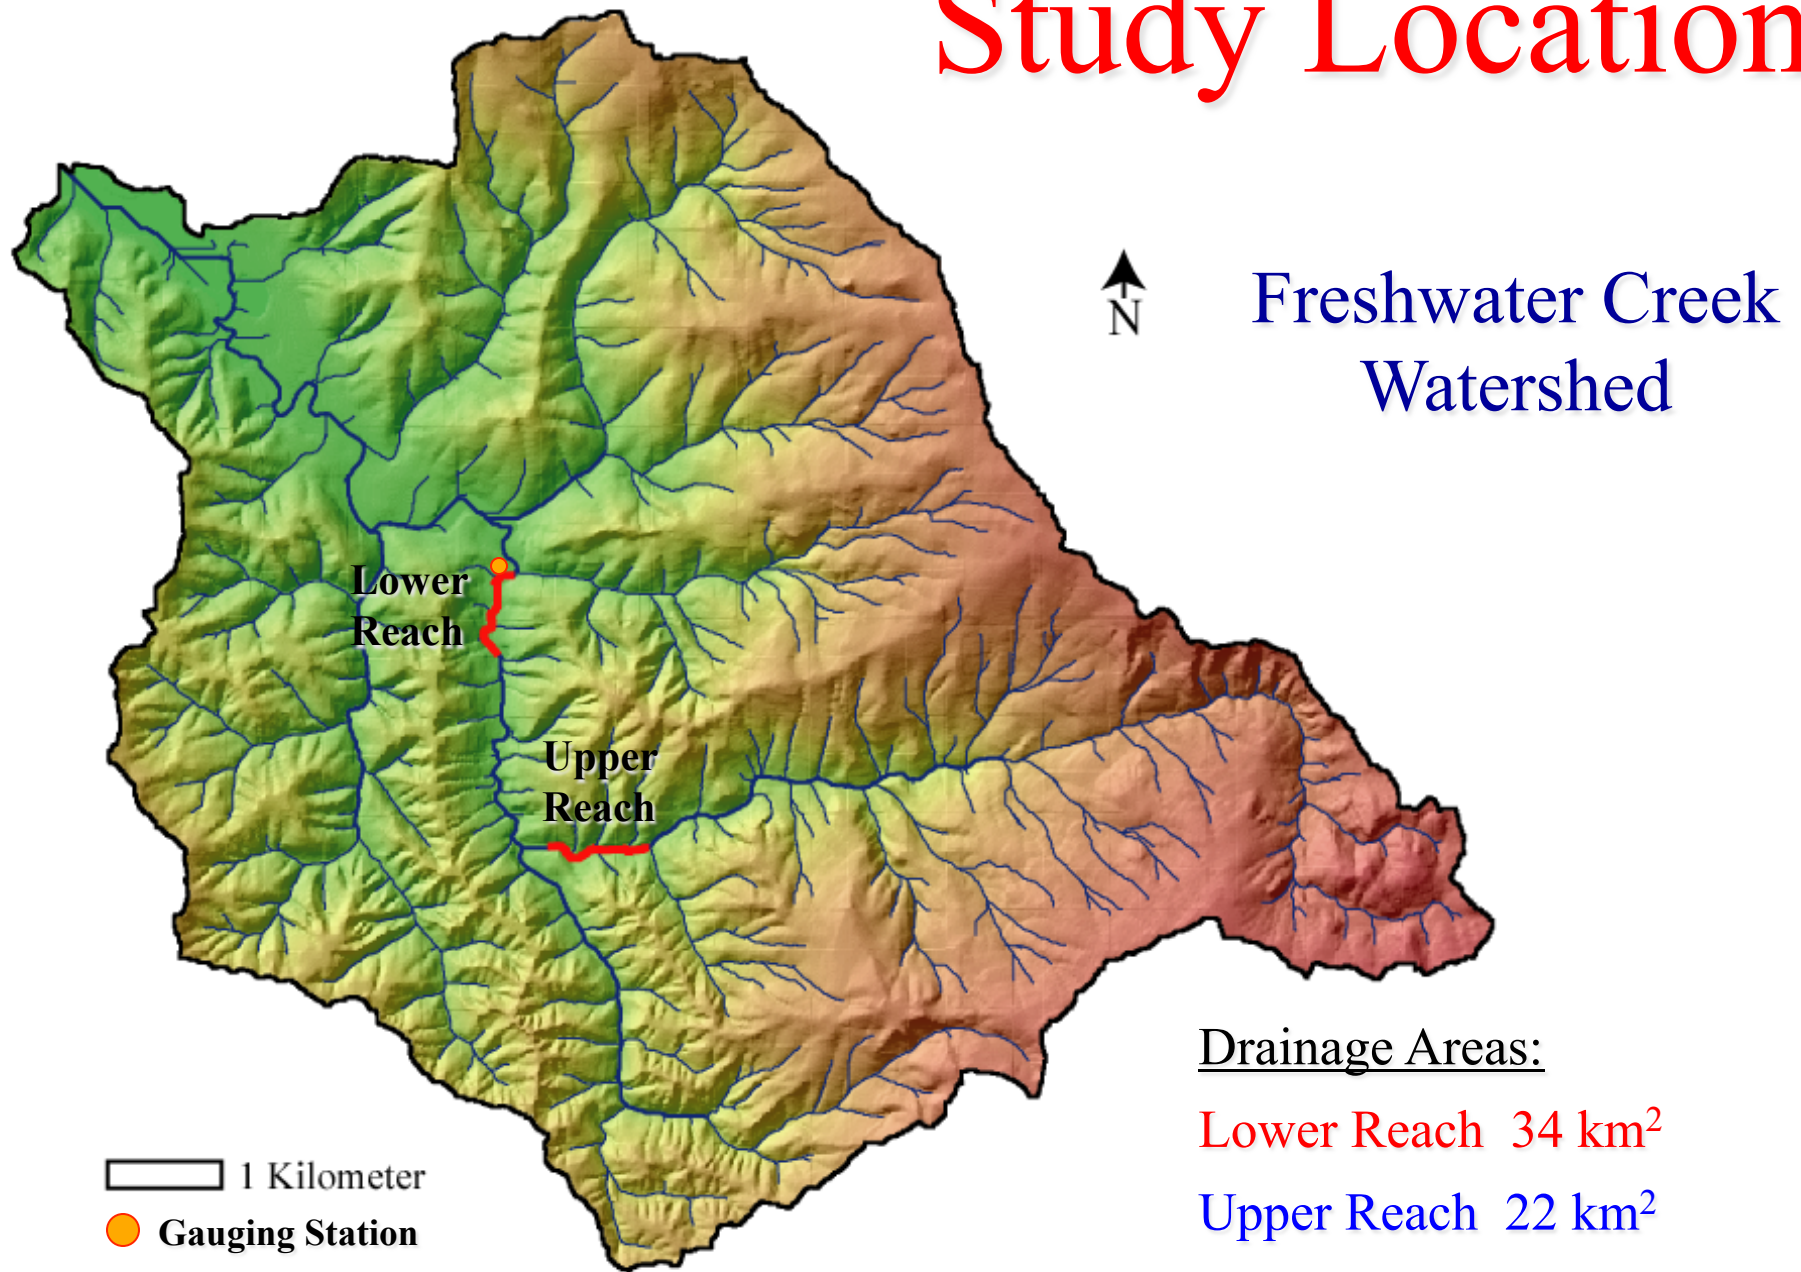 Study Location
N
Freshwater Creek
Watershed
Lower
Reach
Upper
Reach
Drainage Areas:
Lower Reach 34 km²
Upper Reach 22 km²
1 Kilometer
Gauging Station